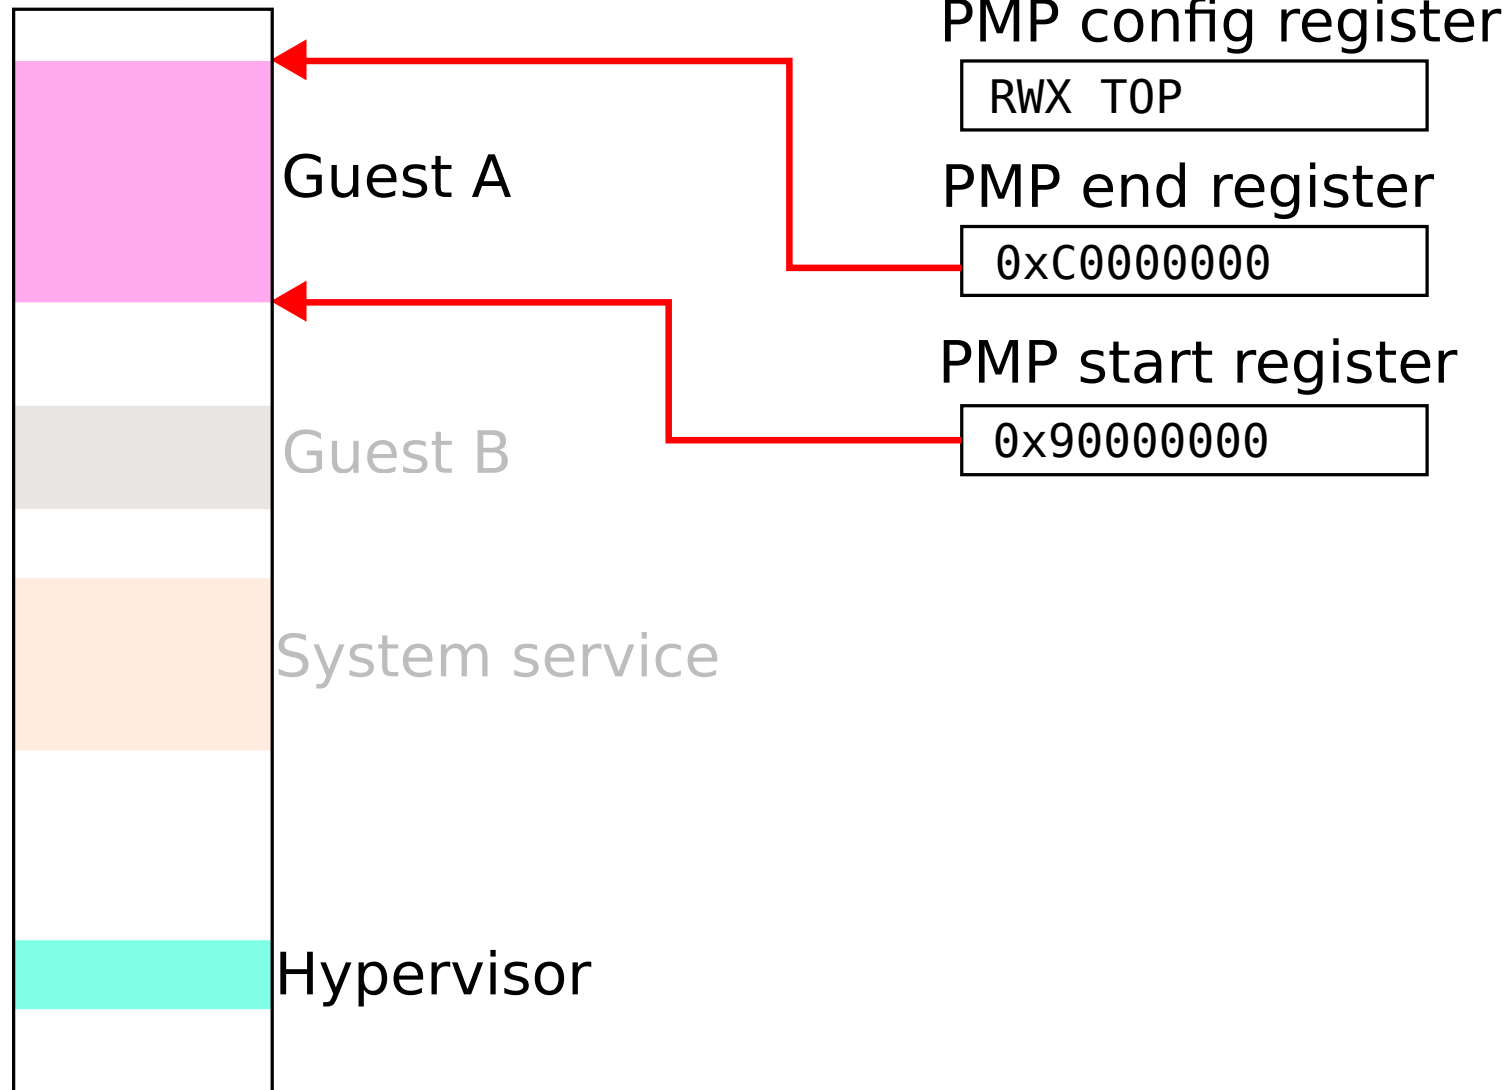 PMP config register
RWX TOP
Guest A
PMP end register
0xC0000000
PMP start register
0x90000000
Guest B
System service
Hypervisor